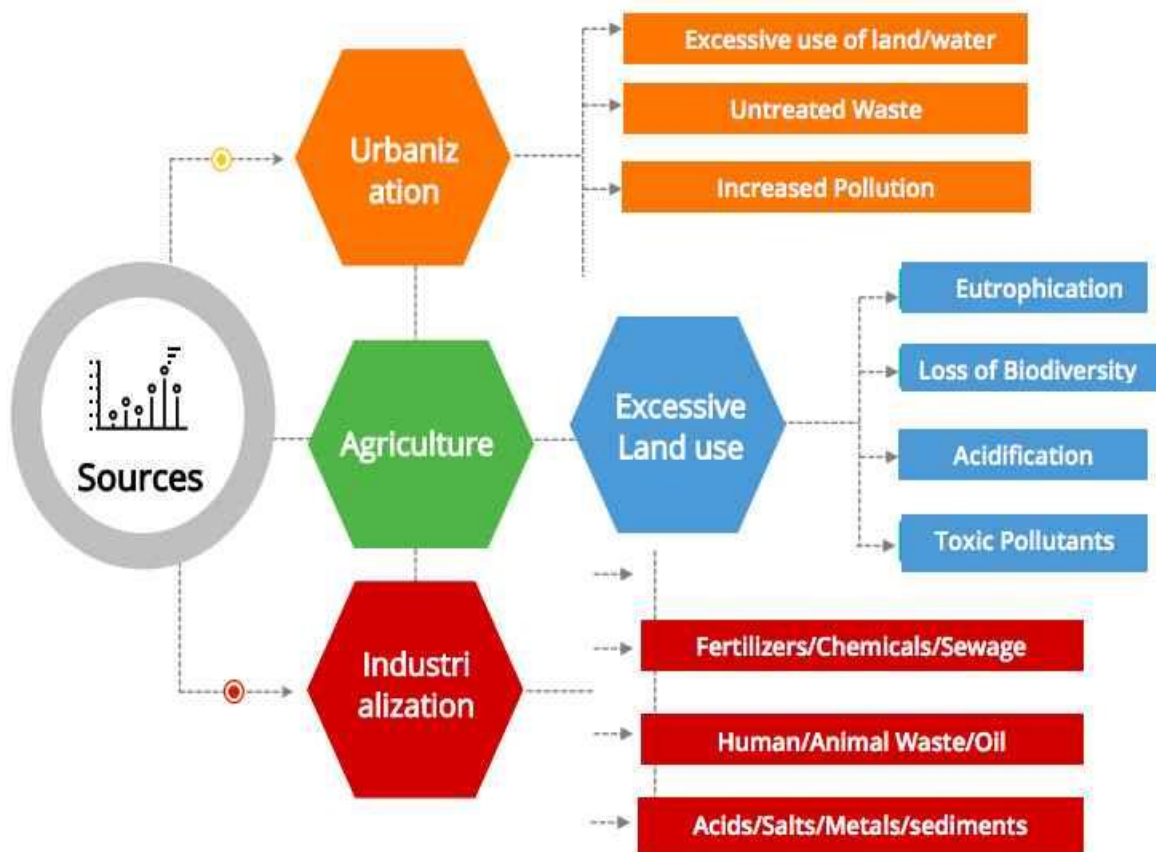 Excessive use of land/water
Untreated Waste
Increased Pollution
Urbaniz
ation
Eutrophication
Loss of Biodiversity
Acidification
Toxic Pollutants
Excessive
Land use
Agriculture
Sources
Industri
alization
Fertilizers/Chemicals/Sewage
Human/Animal Waste/Oil
Acids/Salts/Metals/sediments